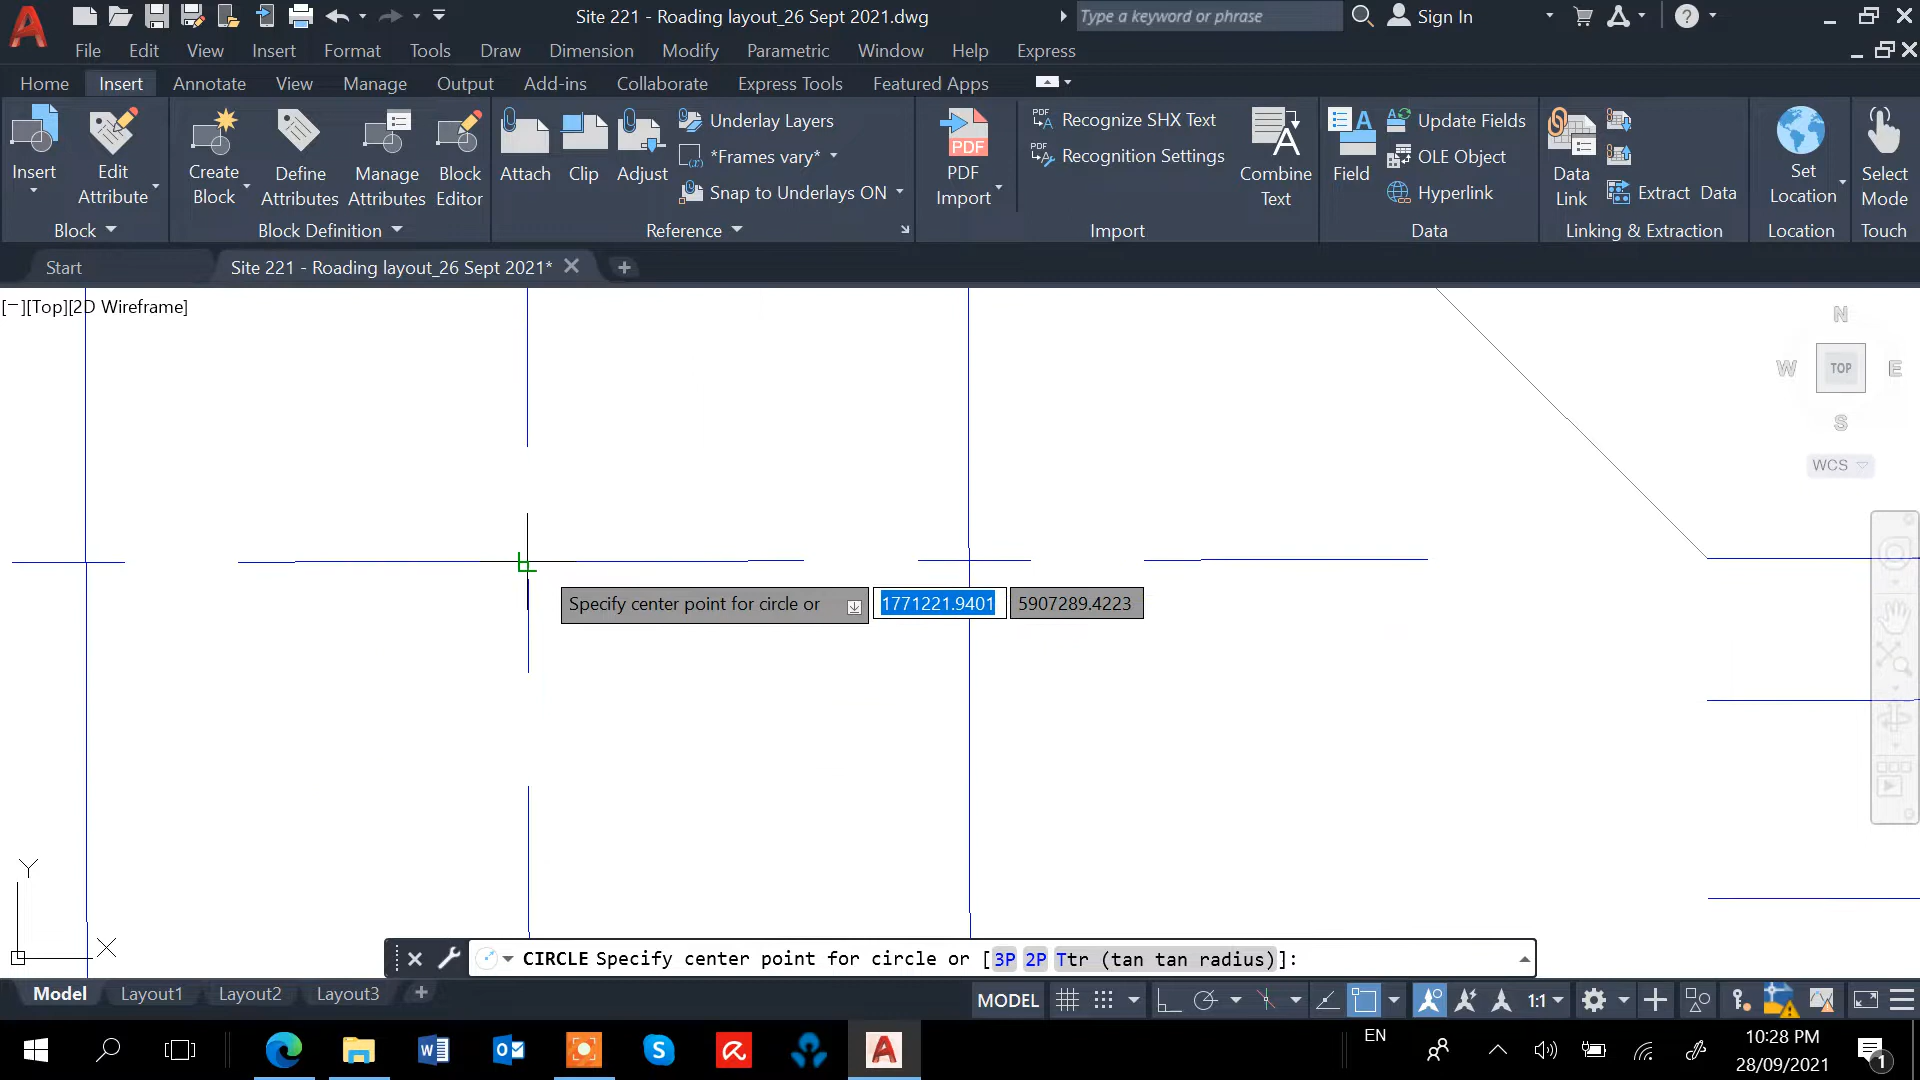 Site 221 - Roading layout_26 Sept 2021.dwg
Type a keyword or phrase
Sign In
File Edit View Insert Format Tools Draw Dimension Modify Parametric Window Help Express
Home Insert Annotate View Manage Output Add-ins Collaborate Express Tools Featured Apps
Insert
Edit Attribute
Create Block
Define Attributes
Manage Attributes
Block Editor
Attach
Clip
Adjust
Underlay Layers
*Frames vary*
Snap to Underlays ON
PDF
PDF Import
Recognize SHX Text
Recognition Settings
Combine Text
Field
Update Fields
OLE Object
Hyperlink
Data Link
Extract Data
Set Location
Select Mode
Block
Block Definition
Reference
Import
Data
Linking & Extraction
Location
Touch
Start
Site 221 - Roading layout_26 Sept 2021*
[−][Top][2D Wireframe]
N
W TOP E
S
WCS
Specify center point for circle or 1771221.9401 5907289.4223
Y
X
CIRCLE Specify center point for circle or [3P 2P Ttr (tan tan radius)]:
Model Layout1 Layout2 Layout3
MODEL
1:1
EN
10:28 PM
28/09/2021
1